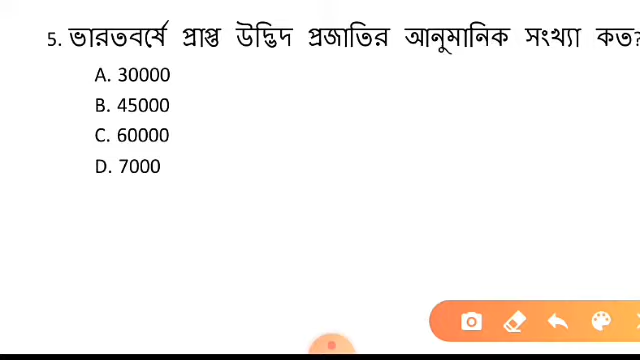 5. ভারতবর্ষে প্রাপ্ত উদ্ভিদ প্রজাতির আনুমানিক সংখ্যা কত?
A. 30000
B. 45000
C. 60000
D. 7000